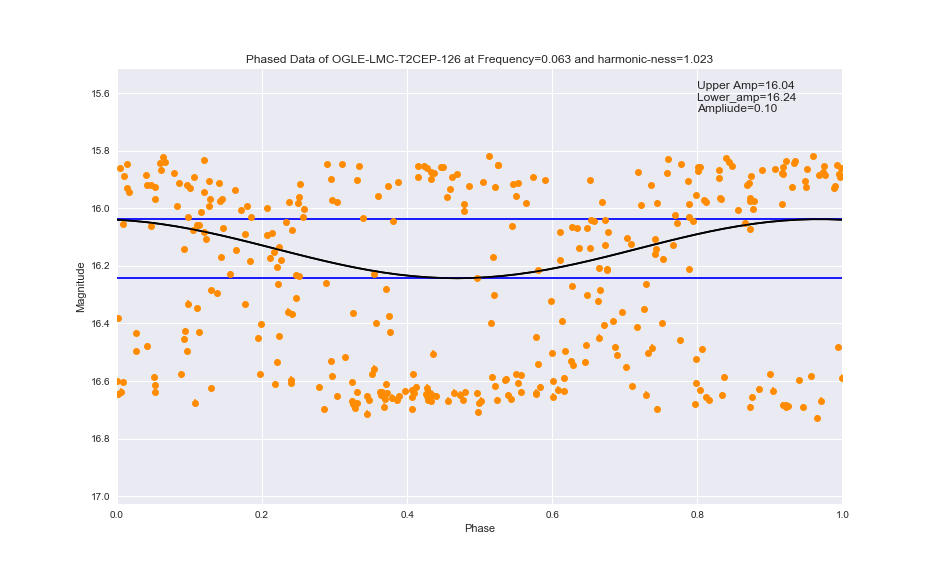 Phased Data of OGLE-LMC-T2CEP-126 at Frequency=0.063 and harmonic-ness=1.023
Upper Amp=16.04
Lower_amp=16.24
Ampliude=0.10
15.6
15.8
16.0
16.2
16.4
16.6
16.8
17.0
Magnitude
0.0
0.2
0.4
0.6
0.8
1.0
Phase